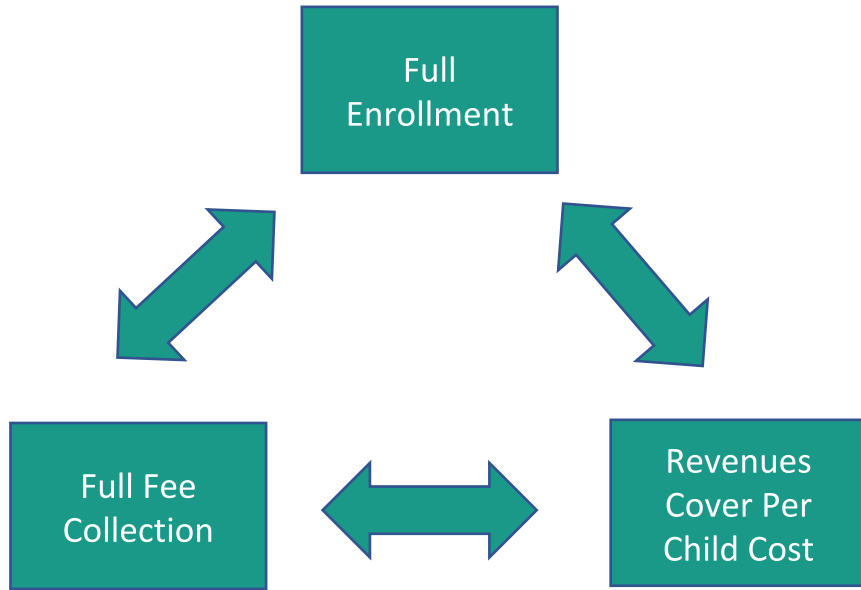 Full
Enrollment
Full Fee
Collection
Revenues
Cover Per
Child Cost